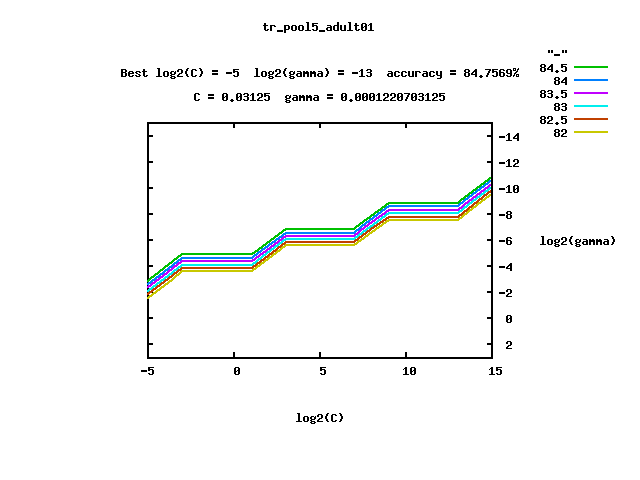 tr_pool5_adult01
Best log2(C) = -5  log2(gamma) = -13  accuracy = 84.7569%
C = 0.03125  gamma = 0.0001220703125
"-"
84.5
84
83.5
83
82.5
82
-14
-12
-10
-8
-6
-4
-2
0
2
log2(gamma)
-5 0 5 10 15
log2(C)